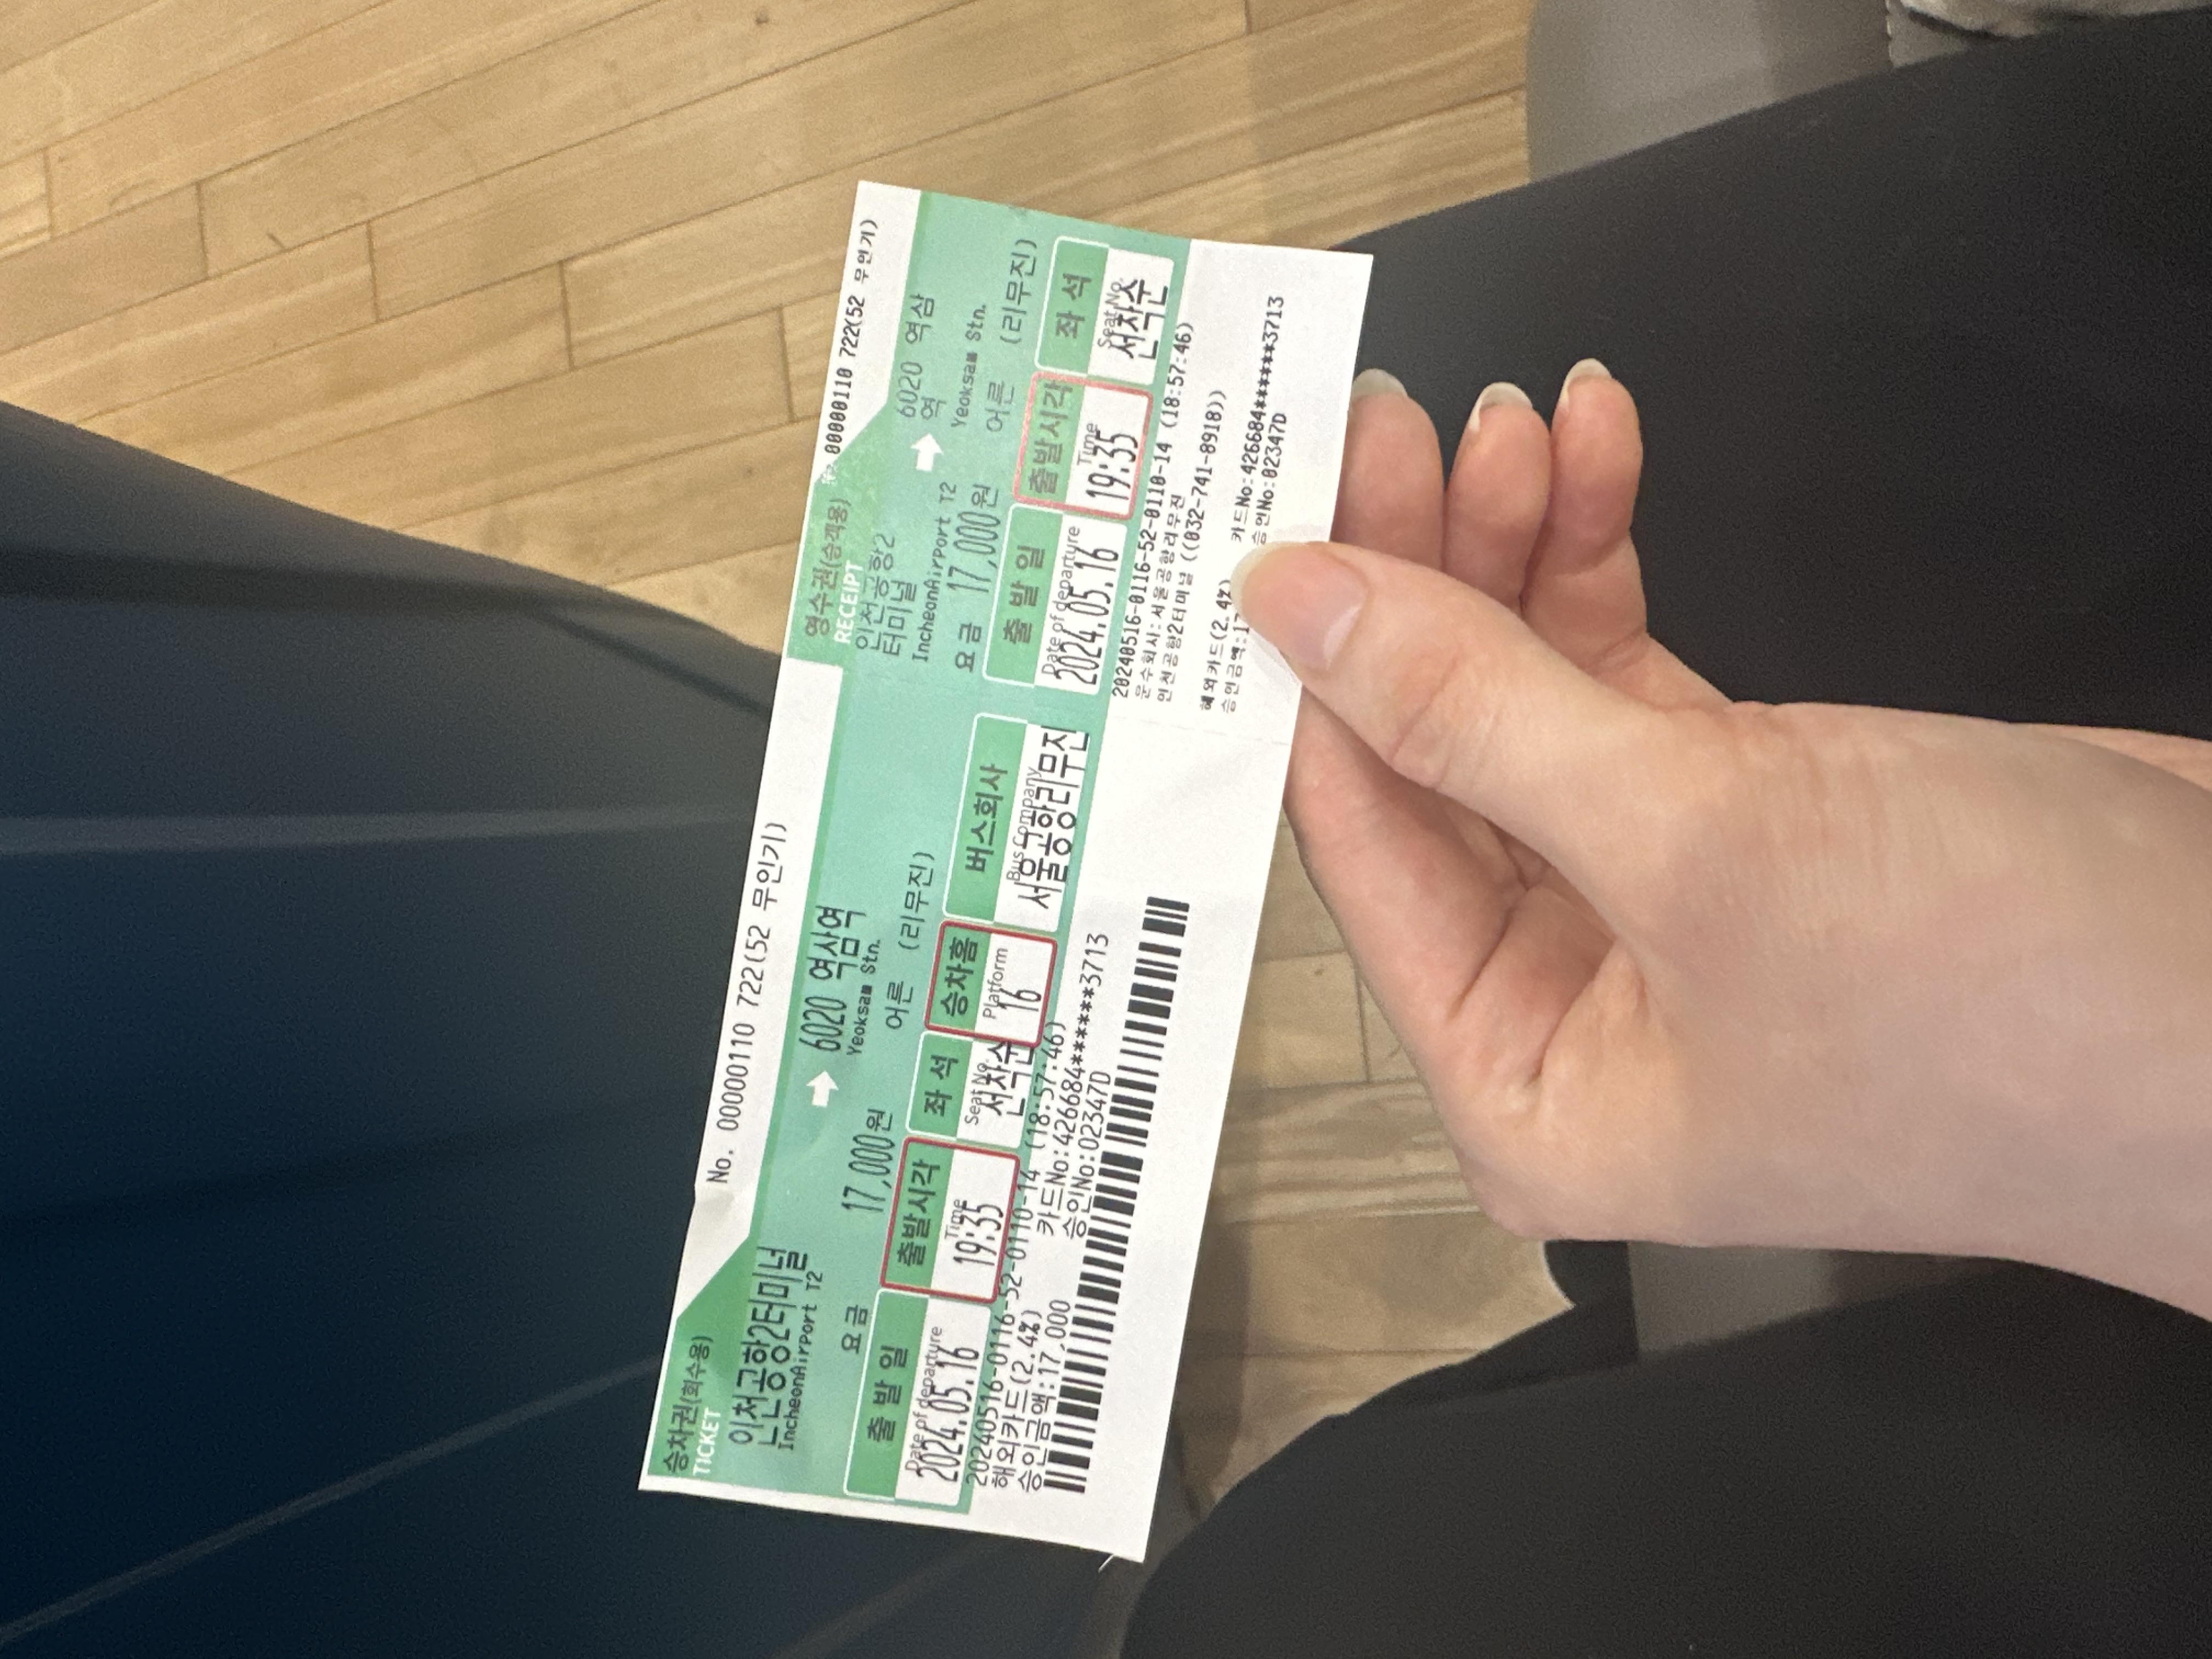 승차권(회수용)
TICKET
No. 00000110 722(52 무인기)
인천공항2터미널
IncheonAirport T2
6020 역삼역
Yeoksam Stn.
요금 17,000원 어른 (리무진)
출발일 출발시각 좌석 승차홈 버스회사
Date of departure Time Seat No. Platform Bus Company
2024.05.16 19:35 선착순 16 서울공항리무진
20240516-0116-52-0110-14 (18:57:46)
해외카드(2.4%) 카드No:426684******3713
승인금액:17,000 승인No:02347D
영수권(승객용)
RECEIPT
00000110 722(52 무인기)
인천공항2
터미널
IncheonAirport T2
6020 역삼
역
Yeoksam Stn.
요금 17,000원 어른 (리무진)
출발일 출발시각 좌석
Date of departure Time Seat No.
2024.05.16 19:35 선착순
20240516-0116-52-0110-14 (18:57:46)
운수회사:서울공항리무진
인천공항2터미널 ((032-741-8918))
해외카드(2.4%) 카드No:426684******3713
승인금액:17 승인No:02347D